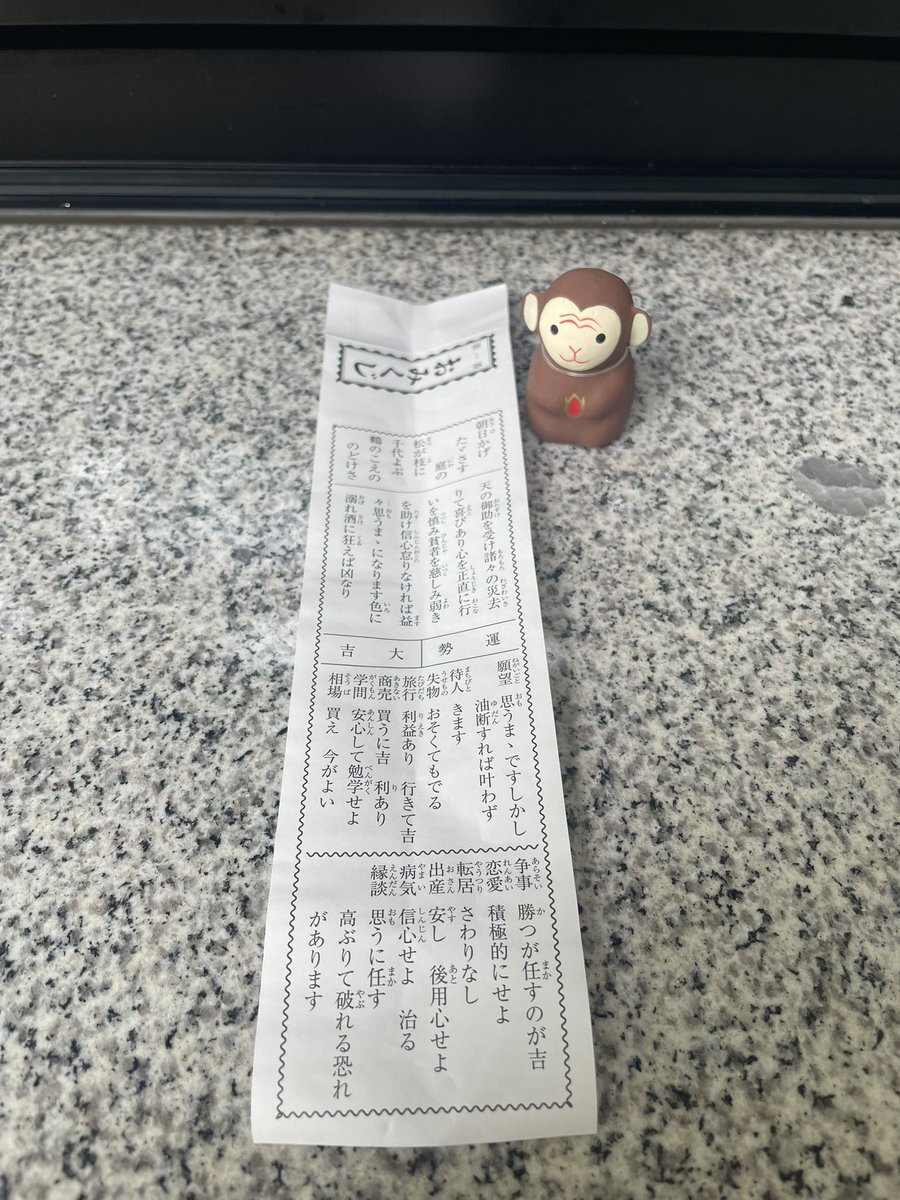 おみくじ
朝日かげ
たゞさす
庭の
松が枝に
千代よぶ
鶴のこえの
のどけさ
天の御助を受け諸々の災去
りて喜びあり心を正直に行
いを慎み貧者を慈しみ弱き
を助け信心怠りなければ益
々思うまゝになります色に
溺れ酒に狂えば凶なり
運勢 大吉
願望 思うまゝですしかし
油断すれば叶わず
待人 きます
失物 おそくてもでる
旅行 利益あり 行きて吉
商売 買うに吉 利あり
学問 安心して勉学せよ
相場 買え 今がよい
争事 勝つが任すのが吉
恋愛 積極的にせよ
転居 さわりなし
出産 安し 後用心せよ
病気 信心せよ 治る
縁談 思うに任す
高ぶりて破れる恐れ
があります